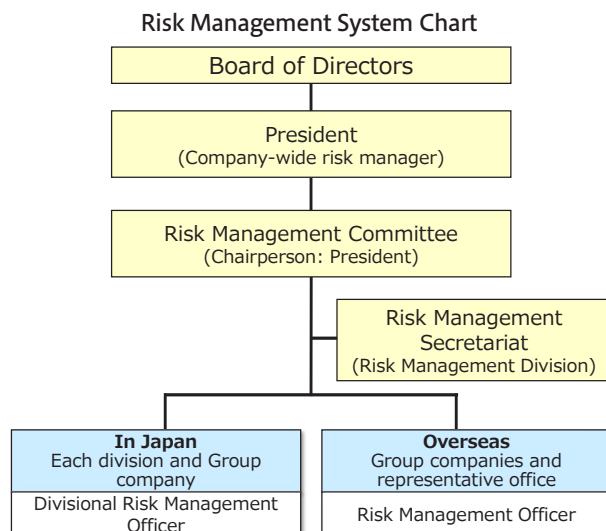 Risk Management System Chart
Board of Directors
President
(Company-wide risk manager)
Risk Management Committee
(Chairperson: President)
Risk Management
Secretariat
(Risk Management Division)
In Japan
Each division and Group
company
Divisional Risk Management
Officer
Overseas
Group companies and
representative office
Risk Management Officer